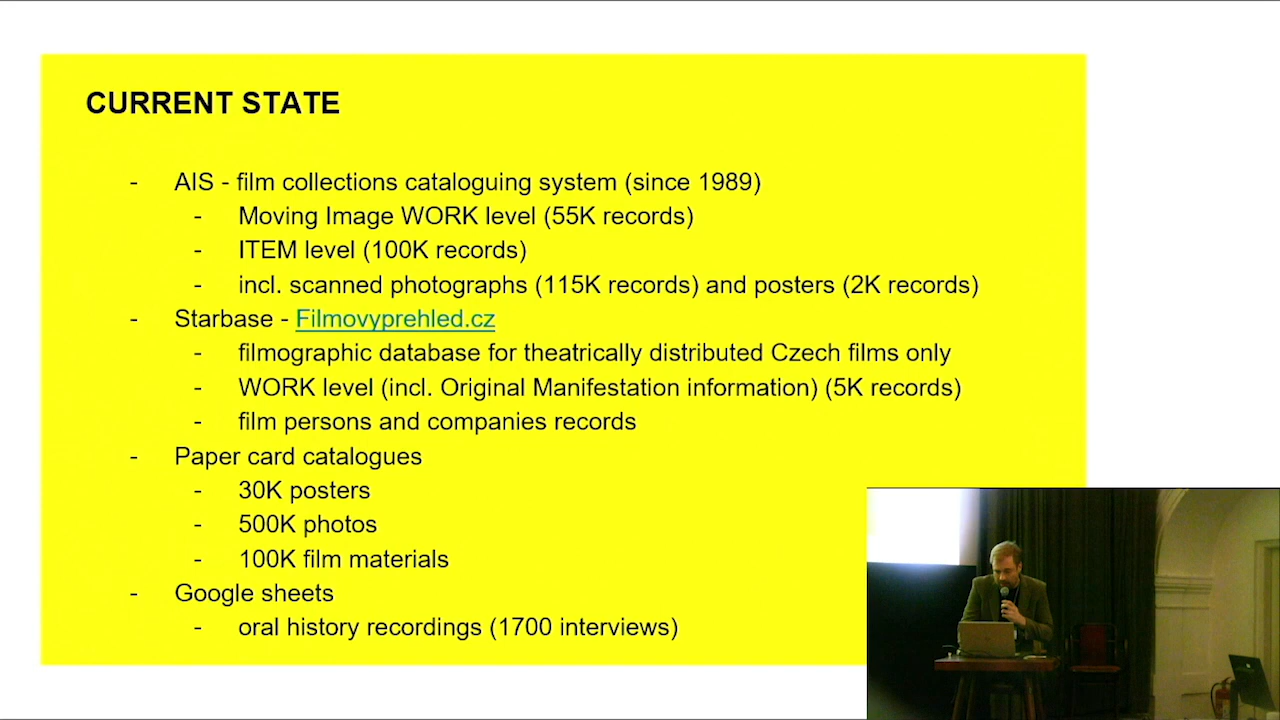 CURRENT STATE
- AIS - film collections cataloguing system (since 1989)
- Moving Image WORK level (55K records)
- ITEM level (100K records)
- incl. scanned photographs (115K records) and posters (2K records)
- Starbase - Filmovyprehled.cz
- filmographic database for theatrically distributed Czech films only
- WORK level (incl. Original Manifestation information) (5K records)
- film persons and companies records
- Paper card catalogues
- 30K posters
- 500K photos
- 100K film materials
- Google sheets
- oral history recordings (1700 interviews)